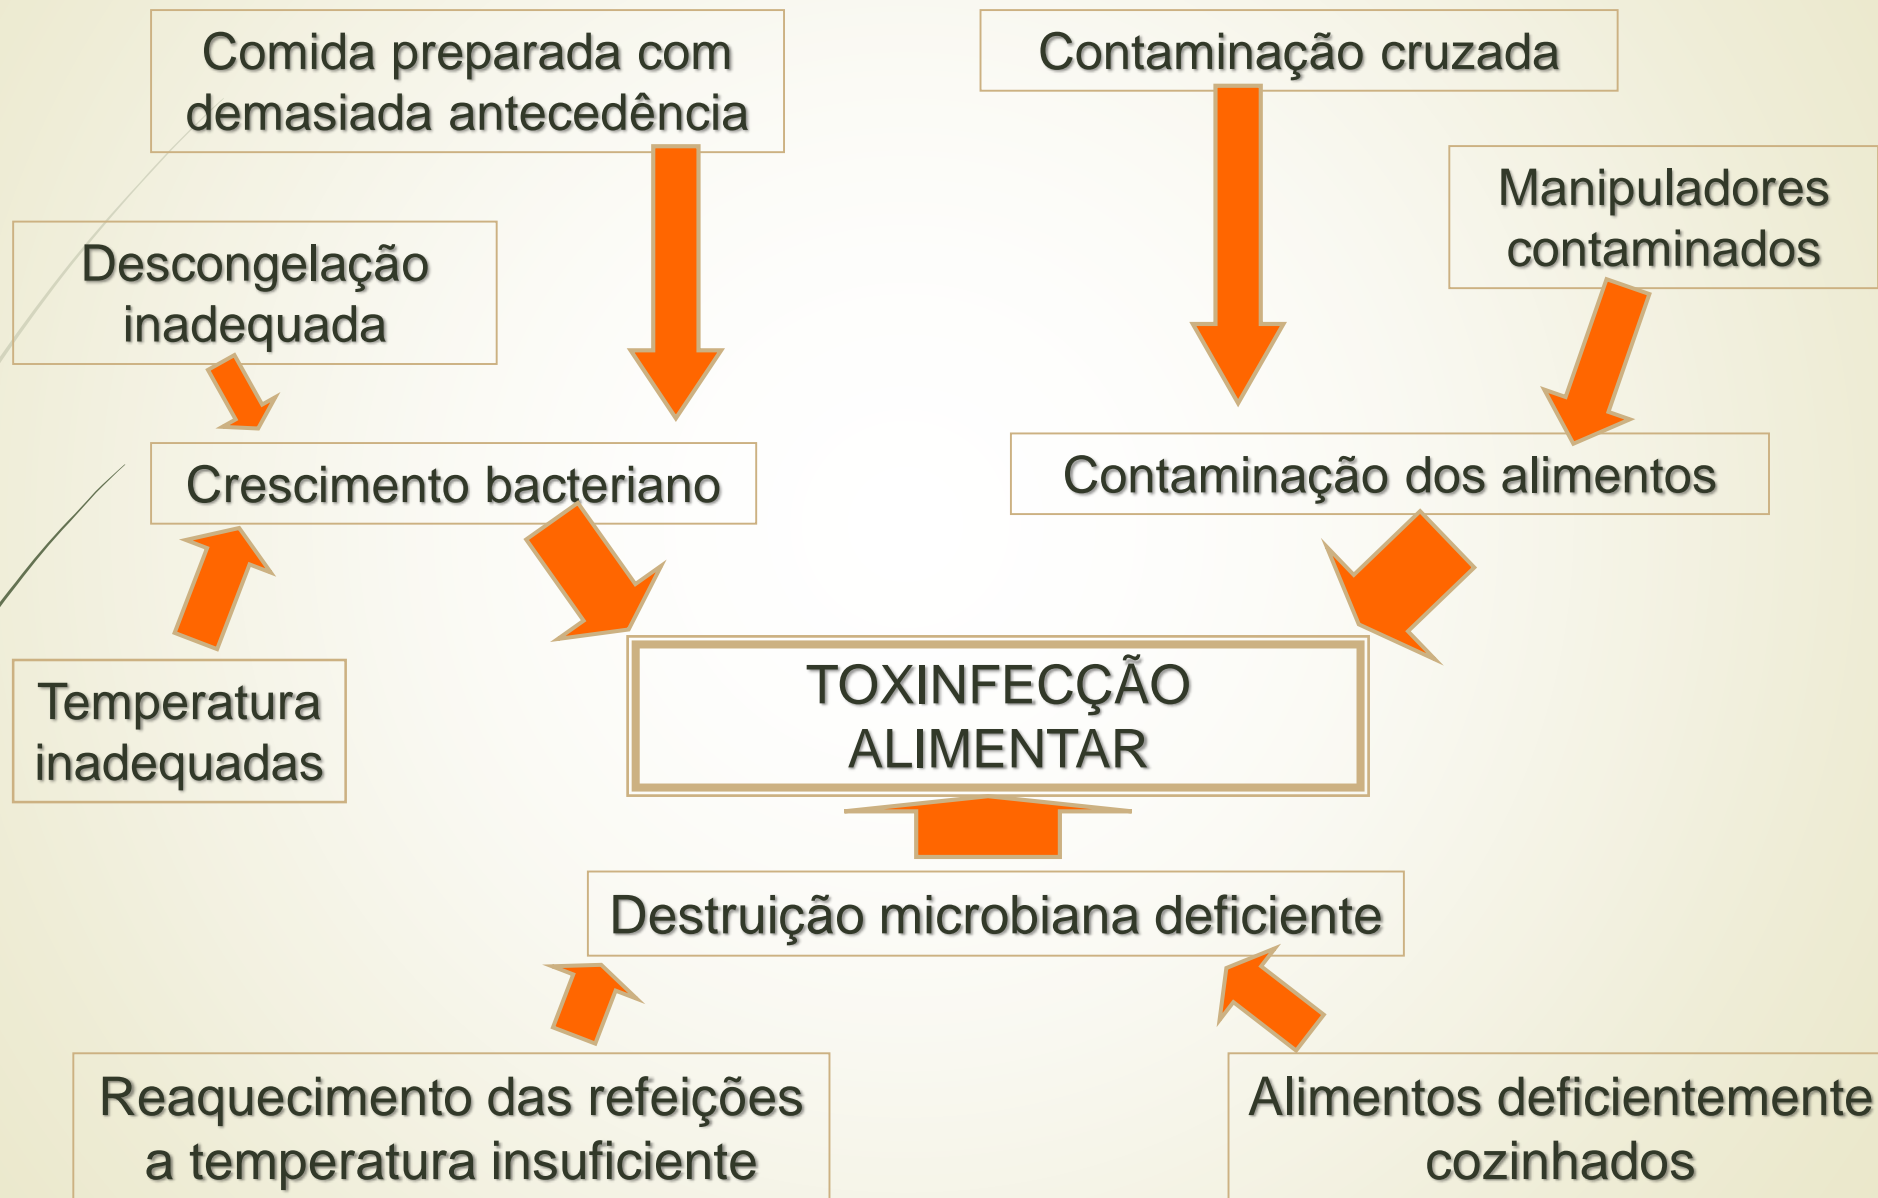 Comida preparada com
demasiada antecedência
Contaminação cruzada
Manipuladores
contaminados
Descongelação
inadequada
Crescimento bacteriano
Contaminação dos alimentos
Temperatura
inadequadas
TOXINFECÇÃO
ALIMENTAR
Destruição microbiana deficiente
Reaquecimento das refeições
a temperatura insuficiente
Alimentos deficientemente
cozinhados